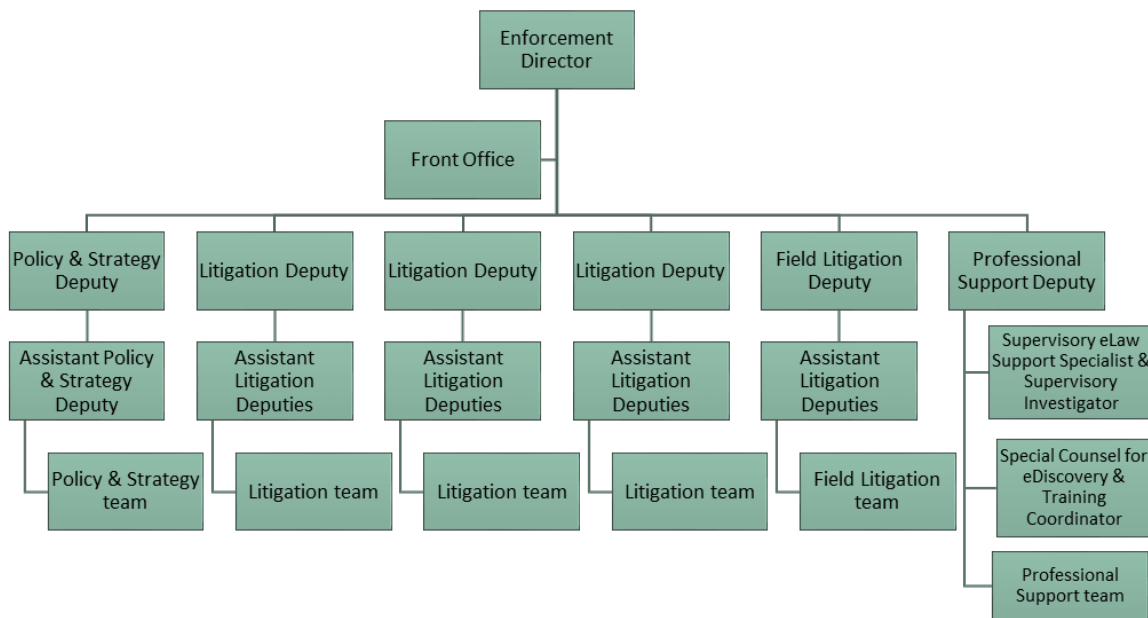 Enforcement
Director
Front Office
Policy & Strategy
Deputy
Litigation Deputy
Litigation Deputy
Litigation Deputy
Field Litigation
Deputy
Professional
Support Deputy
Assistant Policy
& Strategy
Deputy
Assistant
Litigation
Deputies
Assistant
Litigation
Deputies
Assistant
Litigation
Deputies
Assistant
Litigation
Deputies
Supervisory eLaw
Support Specialist &
Supervisory
Investigator
Policy & Strategy
team
Litigation team
Litigation team
Litigation team
Field Litigation
team
Special Counsel for
eDiscovery &
Training
Coordinator
Professional
Support team